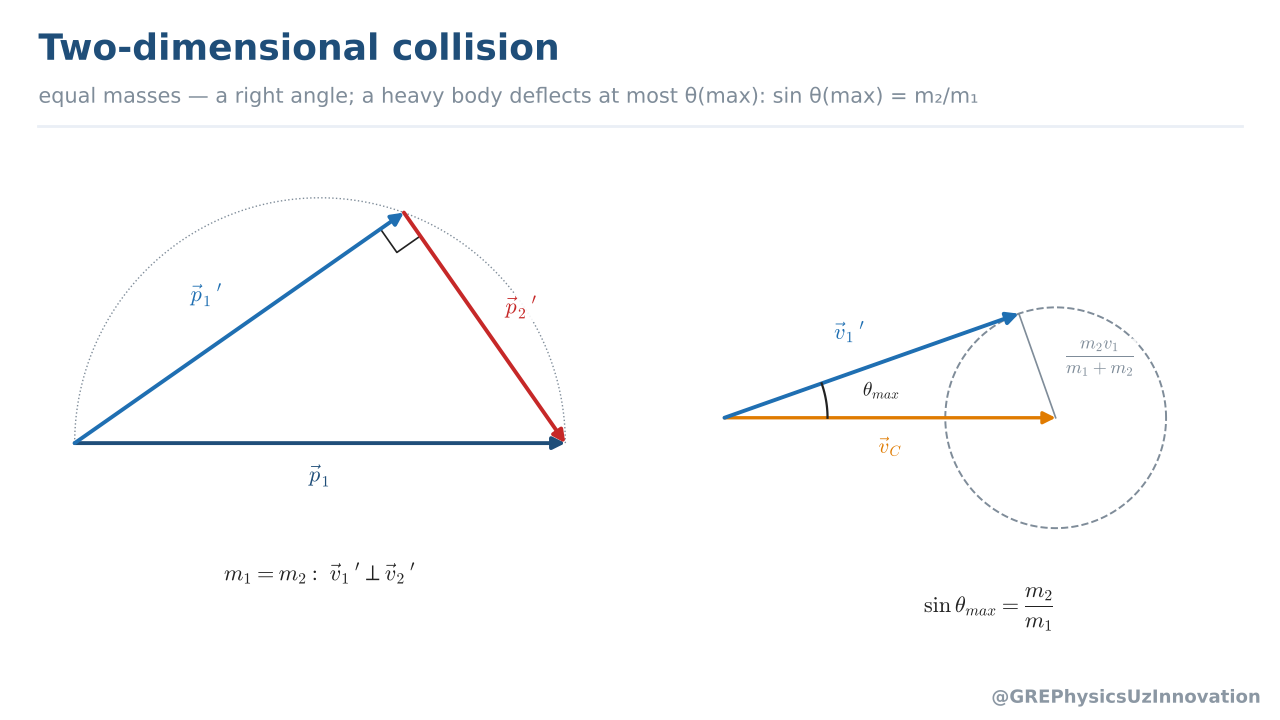 Two-dimensional collision
equal masses — a right angle; a heavy body deflects at most θ(max): sin θ(max) = m₂/m₁
p⃗₁ ′
p⃗₂ ′
p⃗₁
m₁ = m₂ : v⃗₁ ′ ⊥ v⃗₂ ′
v⃗₁ ′
m₂v₁
m₁ + m₂
θmax
v⃗C
sin θmax = m₂/m₁
@GREPhysicsUzInnovation